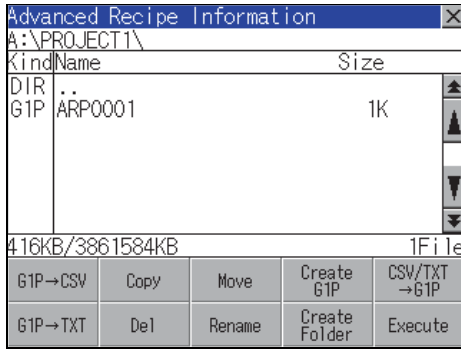 Advanced Recipe Information ×
A:\PROJECT1\
Kind Name Size
DIR ..
G1P ARP0001 1K
416KB/3861584KB 1File
G1P→CSV Copy Move Create G1P CSV/TXT →G1P
G1P→TXT Del Rename Create Folder Execute